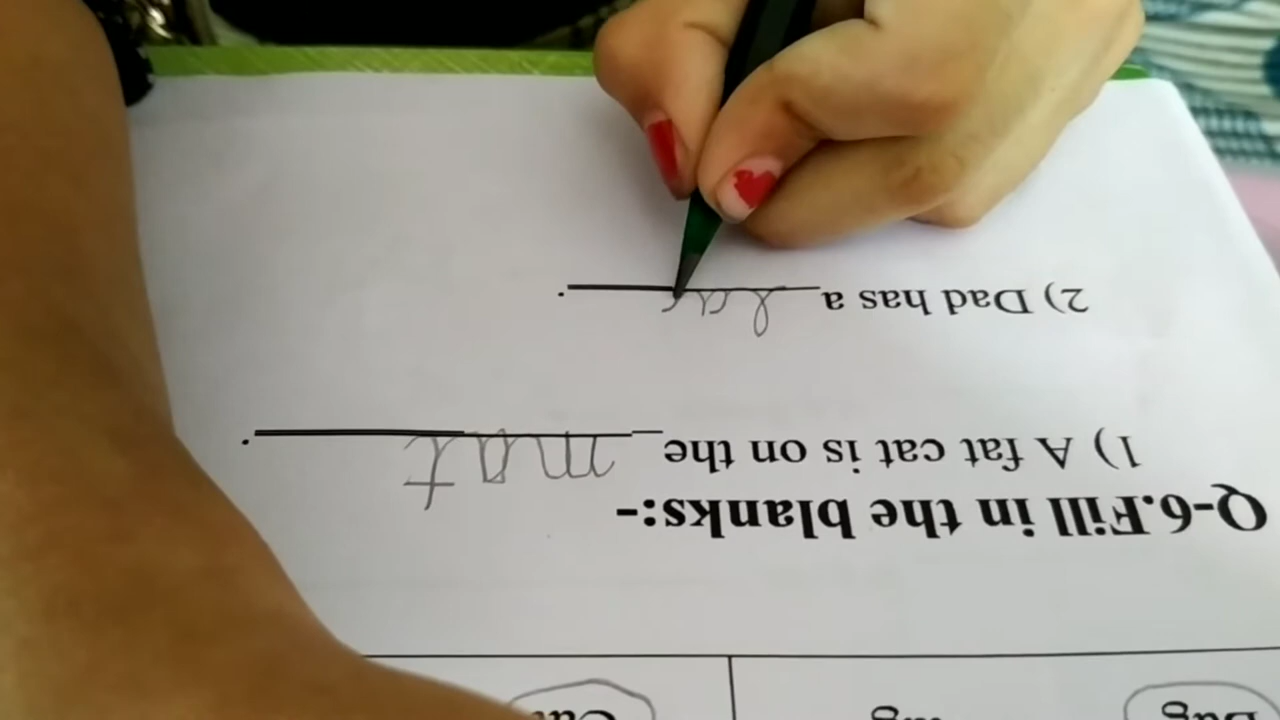 Q-6.Fill in the blanks:-
1) A fat cat is on the mat.
2) Dad has a .